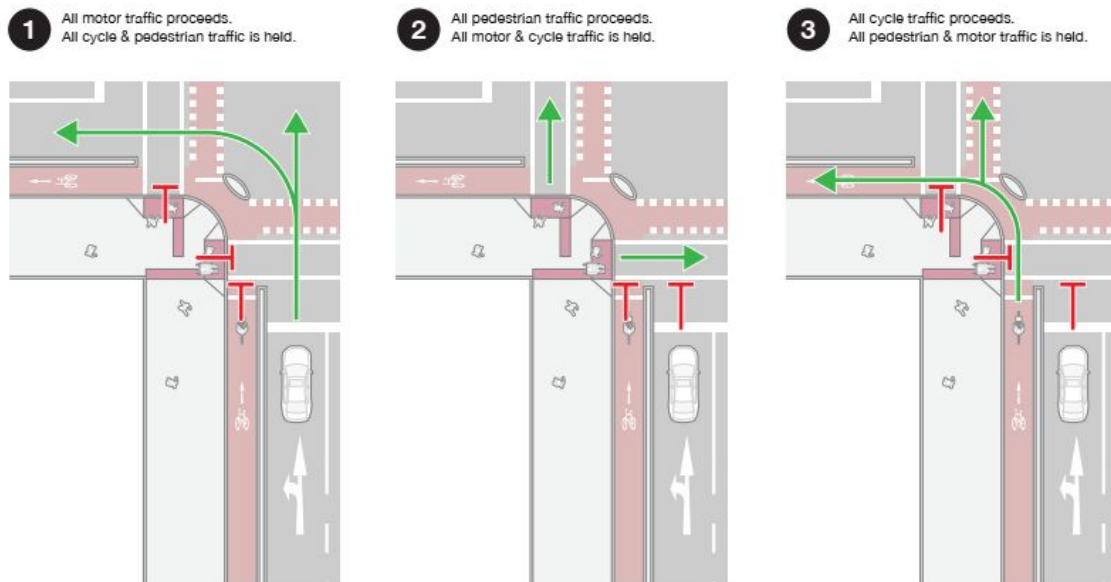 1
All motor traffic proceeds.
All cycle & pedestrian traffic is held.
2
All pedestrian traffic proceeds.
All motor & cycle traffic is held.
3
All cycle traffic proceeds.
All pedestrian & motor traffic is held.